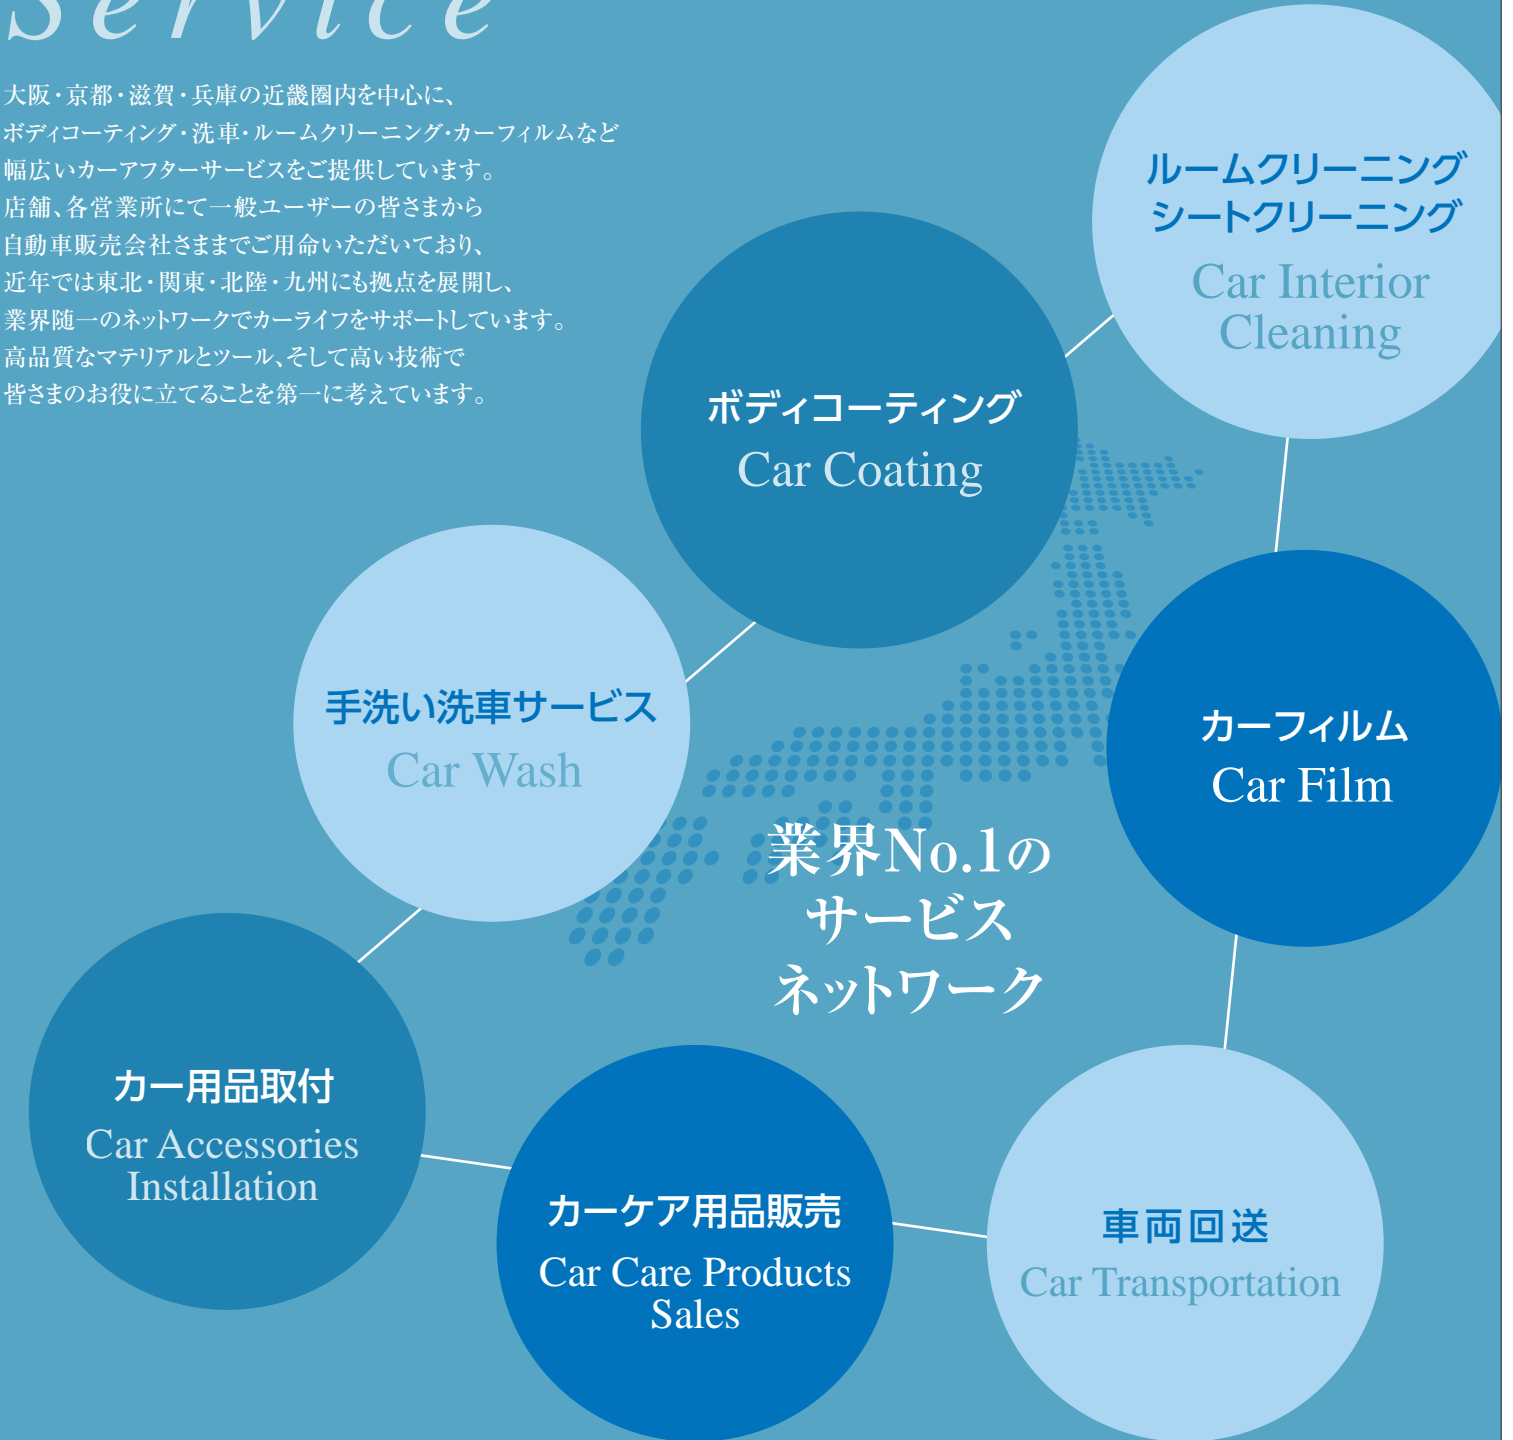 Service
大阪・京都・滋賀・兵庫の近畿圏内を中心に、
ボディコーティング・洗車・ルームクリーニング・カーフィルムなど
幅広いカーアフターサービスをご提供しています。
店舗、各営業所にて一般ユーザーの皆さまから
自動車販売会社さままでご用命いただいており、
近年では東北・関東・北陸・九州にも拠点を展開し、
業界随一のネットワークでカーライフをサポートしています。
高品質なマテリアルとツール、そして高い技術で
皆さまのお役に立てることを第一に考えています。
ルームクリーニング
シートクリーニング
Car Interior
Cleaning
ボディコーティング
Car Coating
手洗い洗車サービス
Car Wash
カーフィルム
Car Film
業界No.1の
サービス
ネットワーク
カー用品取付
Car Accessories
Installation
カーケア用品販売
Car Care Products
Sales
車両回送
Car Transportation